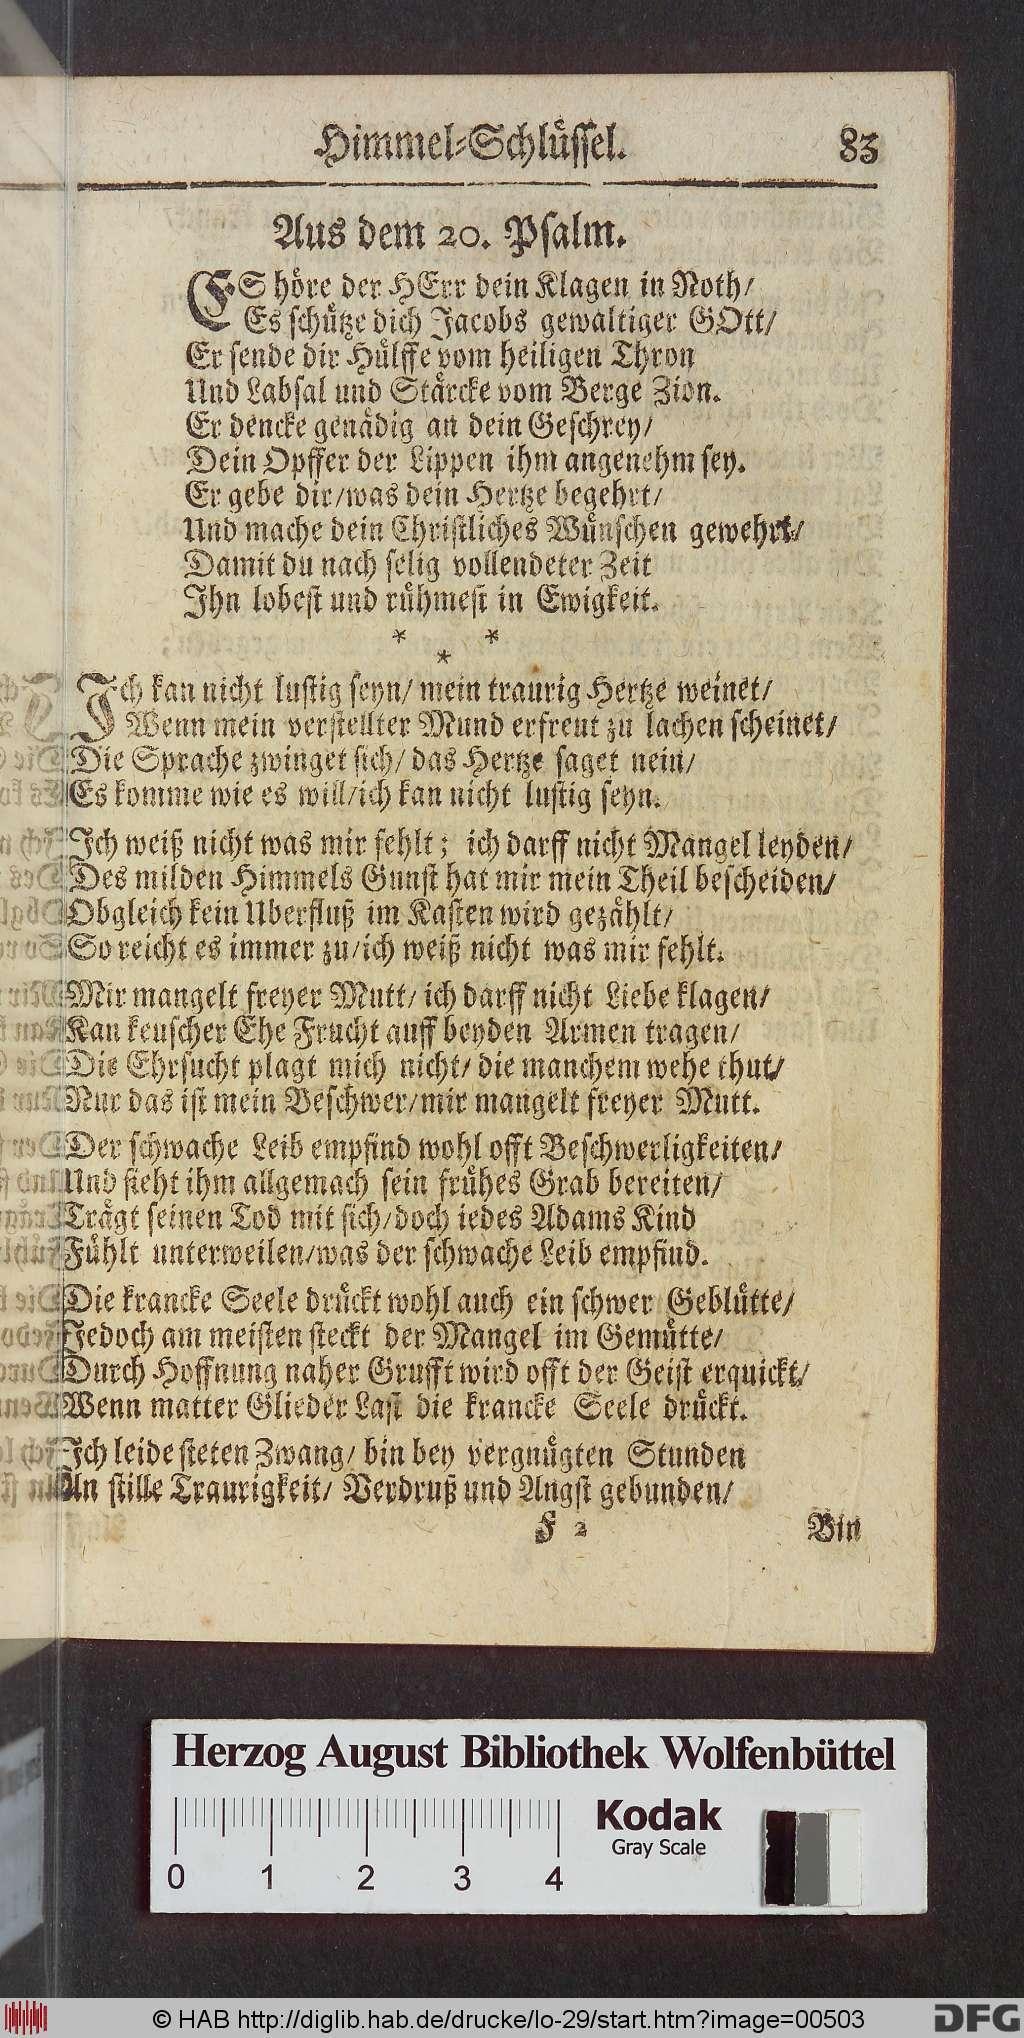 Himmel-Schlüssel. 83
Aus dem 20. Psalm.
ES höre der HErr dein Klagen in Noth/
Es schütze dich Jacobs gewaltiger GOtt/
Er sende dir Hülffe vom heiligen Thron
Und Labsal und Stärcke vom Berge Zion.
Er dencke genädig an dein Geschrey/
Dein Opffer der Lippen ihm angenehm sey.
Er gebe dir/was dein Hertze begehrt/
Und mache dein Christliches Wünschen gewehrt/
Damit du nach selig vollendeter Zeit
Ihn lobest und rühmest in Ewigkeit.
* *
*
Ich kan nicht lustig seyn/ mein traurig Hertze weinet/
Wenn mein verstellter Mund erfreut zu lachen scheinet/
Die Sprache zwinget sich/ das Hertze saget nein/
Es komme wie es will/ich kan nicht lustig seyn.
Ich weiß nicht was mir fehlt; ich darff nicht Mangel leyden/
Des milden Himmels Gunst hat mir mein Theil bescheiden/
Obgleich kein Uberfluß im Kasten wird gezählt/
So reicht es immer zu/ich weiß nicht was mir fehlt.
Mir mangelt freyer Mutt/ ich darff nicht Liebe klagen/
Kan keuscher Ehe Frucht auff beyden Armen tragen/
Die Ehrsucht plagt mich nicht/ die manchem wehe thut/
Nur das ist mein Beschwer/mir mangelt freyer Mutt.
Der schwache Leib empfind wohl offt Beschwerligkeiten/
Und sieht ihm allgemach sein frühes Grab bereiten/
Trägt seinen Tod mit sich/doch iedes Adams Kind
Fühlt unterweilen/was der schwache Leib empfind.
Die krancke Seele drückt wohl auch ein schwer Geblütte/
Jedoch am meisten steckt der Mangel im Gemütte/
Durch Hoffnung naher Grufft wird offt der Geist erquickt/
Wenn matter Glieder Last die krancke Seele drückt.
Ich leide steten Zwang/ bin bey vergnügten Stunden
An stille Traurigkeit/ Verdruß und Angst gebunden/
F 2 Bin
Herzog August Bibliothek Wolfenbüttel
Kodak
Gray Scale
0 1 2 3 4
© HAB http://diglib.hab.de/drucke/lo-29/start.htm?image=00503
DFG